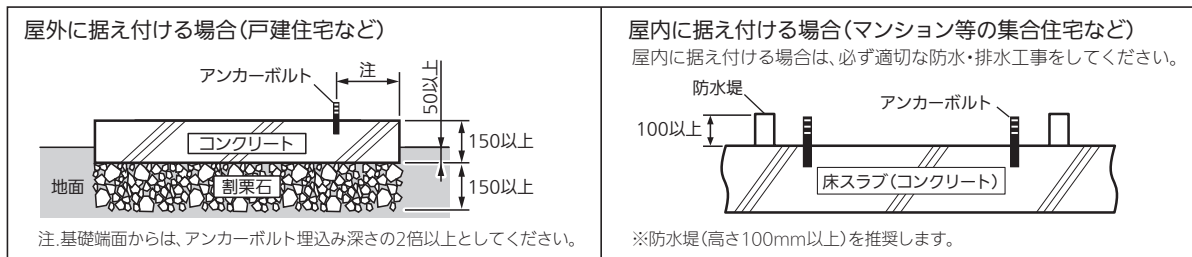 屋外に据え付ける場合(戸建住宅など)
アンカーボルト
注
50以上
コンクリート
150以上
地面
割栗石
150以上
注.基礎端面からは、アンカーボルト埋込み深さの2倍以上としてください。
屋内に据え付ける場合(マンション等の集合住宅など)
屋内に据え付ける場合は、必ず適切な防水・排水工事をしてください。
防水堤
アンカーボルト
100以上
床スラブ(コンクリート)
※防水堤(高さ100mm以上)を推奨します。